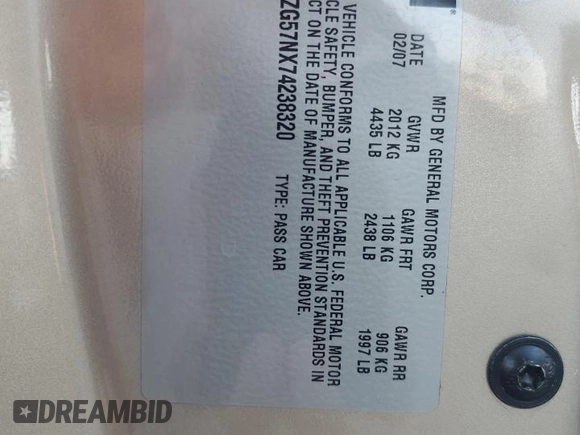 ®
MFD BY GENERAL MOTORS CORP.
DATE GVWR GAWR FRT GAWR RR
02/07 2012 KG 1106 KG 906 KG
4435 LB 2438 LB 1997 LB
VEHICLE CONFORMS TO ALL APPLICABLE U.S. FEDERAL MOTOR
CLE SAFETY, BUMPER, AND THEFT PREVENTION STANDARDS IN
CT ON THE DATE OF MANUFACTURE SHOWN ABOVE.
ZG57NX74238320 TYPE: PASS CAR
DREAMBID